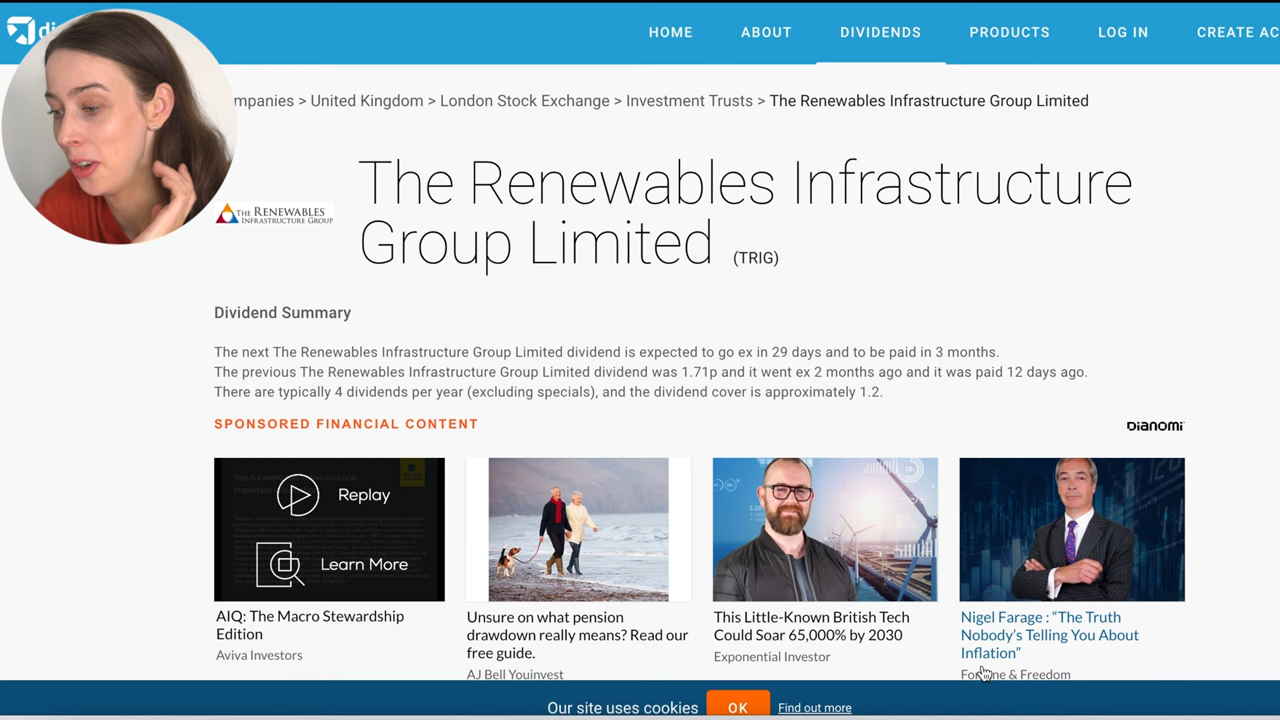 di
HOME ABOUT DIVIDENDS PRODUCTS LOG IN CREATE AC
mpanies > United Kingdom > London Stock Exchange > Investment Trusts > The Renewables Infrastructure Group Limited
The Renewables Infrastructure
Group Limited (TRIG)
THE RENEWABLES
INFRASTRUCTURE GROUP
Dividend Summary
The next The Renewables Infrastructure Group Limited dividend is expected to go ex in 29 days and to be paid in 3 months.
The previous The Renewables Infrastructure Group Limited dividend was 1.71p and it went ex 2 months ago and it was paid 12 days ago.
There are typically 4 dividends per year (excluding specials), and the dividend cover is approximately 1.2.
SPONSORED FINANCIAL CONTENT
DIANOMI
Replay
Learn More
AIQ: The Macro Stewardship
Edition
Aviva Investors
Unsure on what pension
drawdown really means? Read our
free guide.
AJ Bell Youinvest
This Little-Known British Tech
Could Soar 65,000% by 2030
Exponential Investor
Nigel Farage : “The Truth
Nobody’s Telling You About
Inflation”
Fortune & Freedom
Our site uses cookies OK Find out more